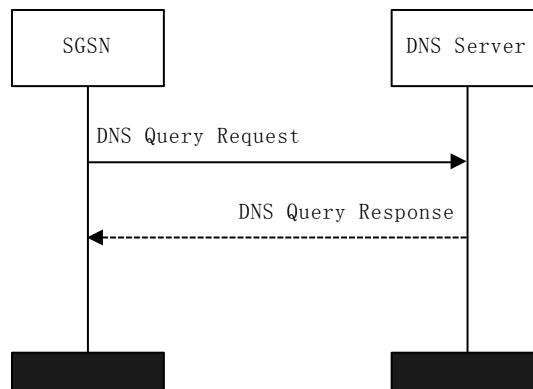 SGSN
DNS Server
DNS Query Request
DNS Query Response